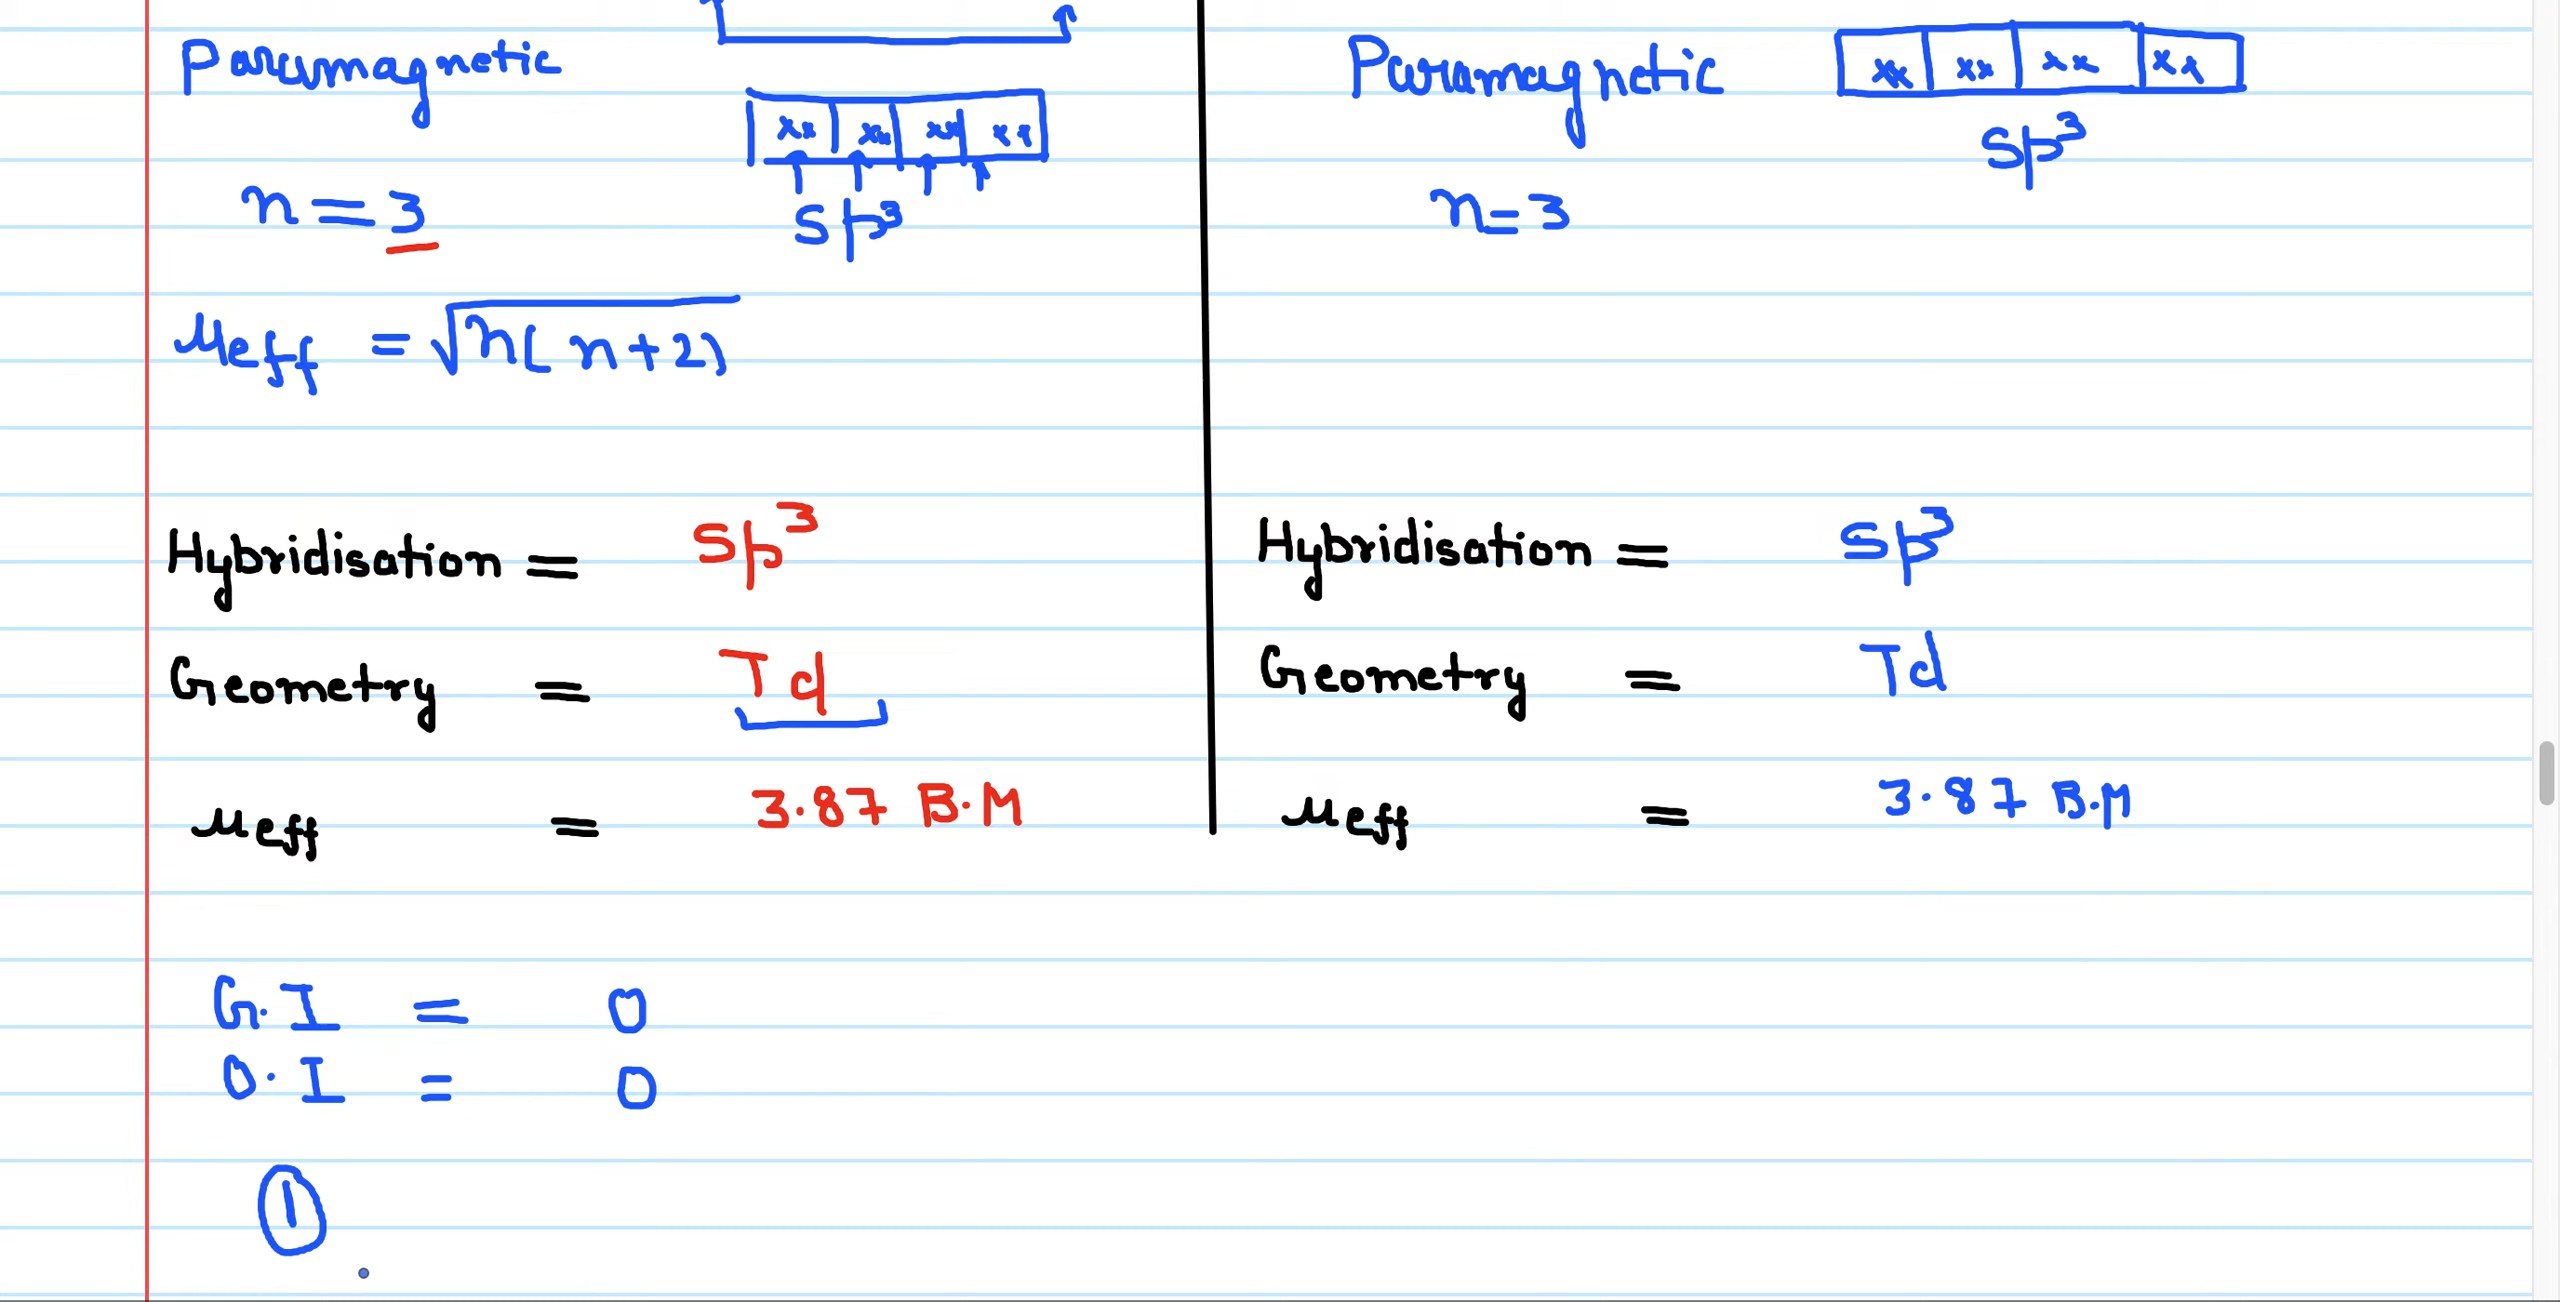 Paramagnetic
xx xx xx xx
sp³
n = 3
μeff = √n(n+2)
Hybridisation = sp³
Geometry = Td
μeff = 3.87 B.M
Paramagnetic
xx xx xx xx
sp³
n = 3
Hybridisation = sp³
Geometry = Td
μeff = 3.87 B.M
G.I = 0
O.I = 0
1